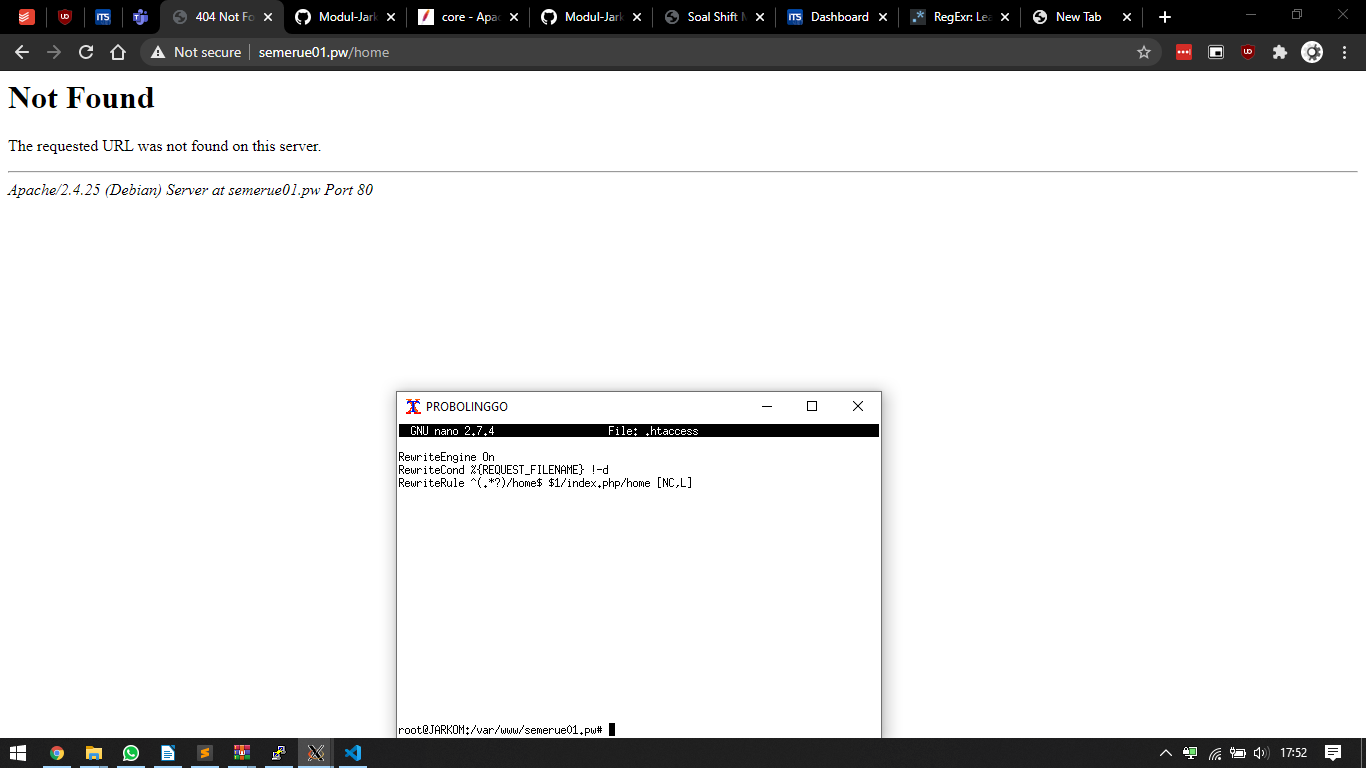 404 Not Fo
Modul-Jark
core - Apac
Modul-Jark
Soal Shift M
ITS
Dashboard
RegExr: Lea
New Tab
Not secure
semerue01.pw/home
Not Found
The requested URL was not found on this server.
Apache/2.4.25 (Debian) Server at semerue01.pw Port 80
PROBOLINGGO
GNU nano 2.7.4 File: .htaccess
RewriteEngine On
RewriteCond %{REQUEST_FILENAME} !-d
RewriteRule ^(.*?)/home$ $1/index.php/home [NC,L]
root@JARKOM:/var/www/semerue01.pw#
17:52